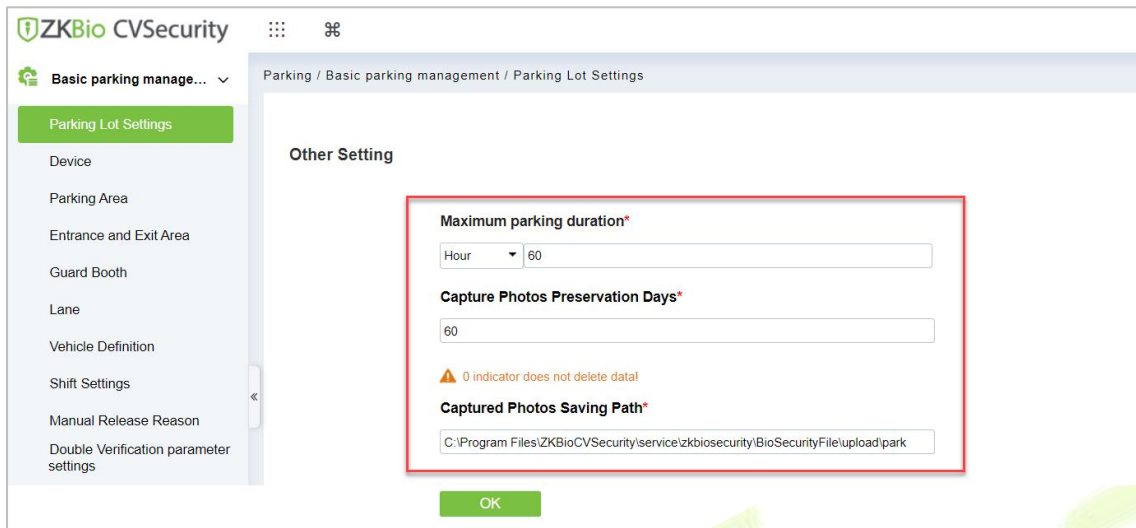 ZKBio CVSecurity
Basic parking manage...
Parking / Basic parking management / Parking Lot Settings
Parking Lot Settings
Device
Parking Area
Entrance and Exit Area
Guard Booth
Lane
Vehicle Definition
Shift Settings
Manual Release Reason
Double Verification parameter
settings
Other Setting
Maximum parking duration*
Hour 60
Capture Photos Preservation Days*
60
0 indicator does not delete data!
Captured Photos Saving Path*
C:\Program Files\ZKBioCVSecurity\service\zkbiosecurity\BioSecurityFile\upload\park
OK